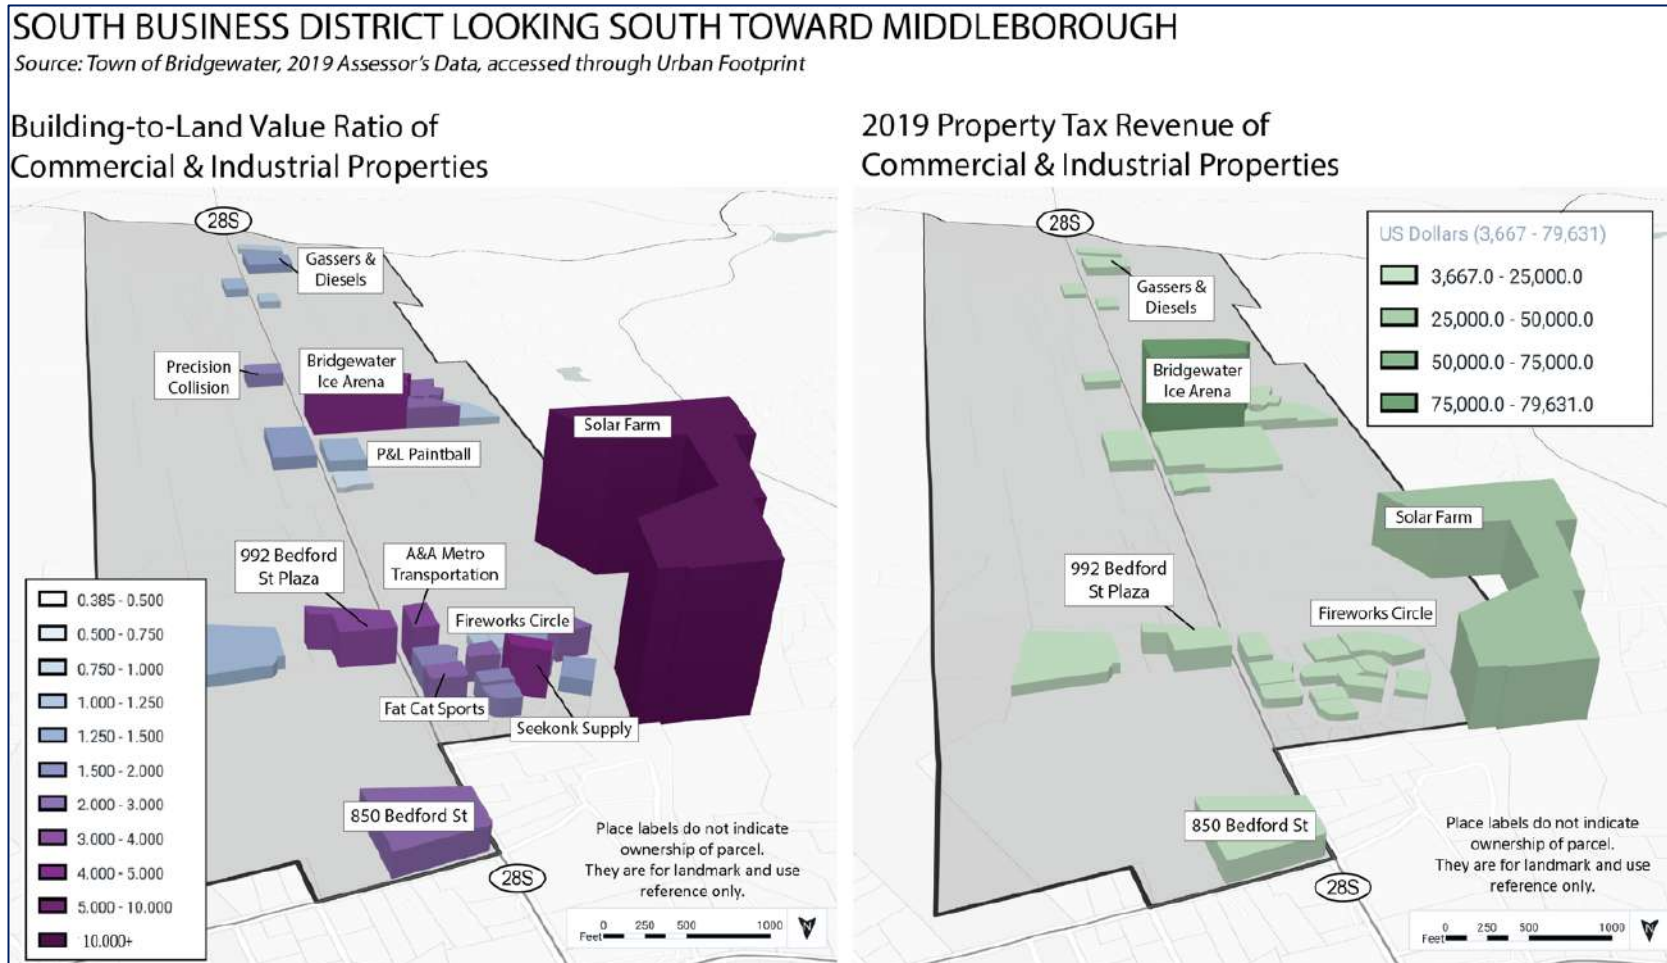 SOUTH BUSINESS DISTRICT LOOKING SOUTH TOWARD MIDDLEBOROUGH
Source: Town of Bridgewater, 2019 Assessor's Data, accessed through Urban Footprint
Building-to-Land Value Ratio of
Commercial & Industrial Properties
28S
Gassers &
Diesels
Precision
Collision
Bridgewater
Ice Arena
Solar Farm
P&L Paintball
992 Bedford
St Plaza
A&A Metro
Transportation
Fireworks Circle
Fat Cat Sports
Seekonk Supply
850 Bedford St
28S
0.385 - 0.500
0.500 - 0.750
0.750 - 1.000
1.000 - 1.250
1.250 - 1.500
1.500 - 2.000
2.000 - 3.000
3.000 - 4.000
4.000 - 5.000
5.000 - 10.000
10.000+
Place labels do not indicate
ownership of parcel.
They are for landmark and use
reference only.
0 250 500 1000
Feet
N
2019 Property Tax Revenue of
Commercial & Industrial Properties
28S
US Dollars (3,667 - 79,631)
3,667.0 - 25,000.0
25,000.0 - 50,000.0
50,000.0 - 75,000.0
75,000.0 - 79,631.0
Gassers &
Diesels
Bridgewater
Ice Arena
Solar Farm
992 Bedford
St Plaza
Fireworks Circle
850 Bedford St
28S
Place labels do not indicate
ownership of parcel.
They are for landmark and use
reference only.
0 250 500 1000
Feet
N